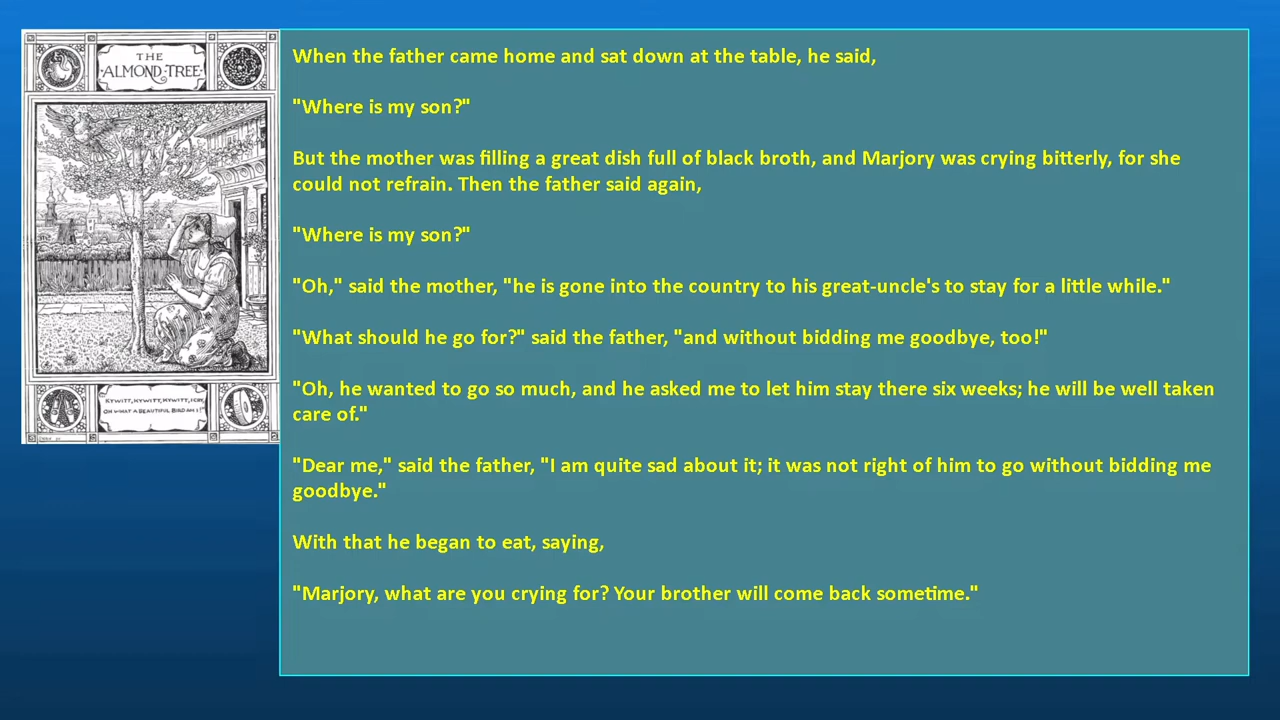 THE
ALMOND·TREE·
KYWITT, KYWITT, KYWITT, I CRY,
OH WHAT A BEAUTIFUL BIRD AM I!"
When the father came home and sat down at the table, he said,
"Where is my son?"
But the mother was filling a great dish full of black broth, and Marjory was crying bitterly, for she
could not refrain. Then the father said again,
"Where is my son?"
"Oh," said the mother, "he is gone into the country to his great-uncle's to stay for a little while."
"What should he go for?" said the father, "and without bidding me goodbye, too!"
"Oh, he wanted to go so much, and he asked me to let him stay there six weeks; he will be well taken
care of."
"Dear me," said the father, "I am quite sad about it; it was not right of him to go without bidding me
goodbye."
With that he began to eat, saying,
"Marjory, what are you crying for? Your brother will come back sometime."